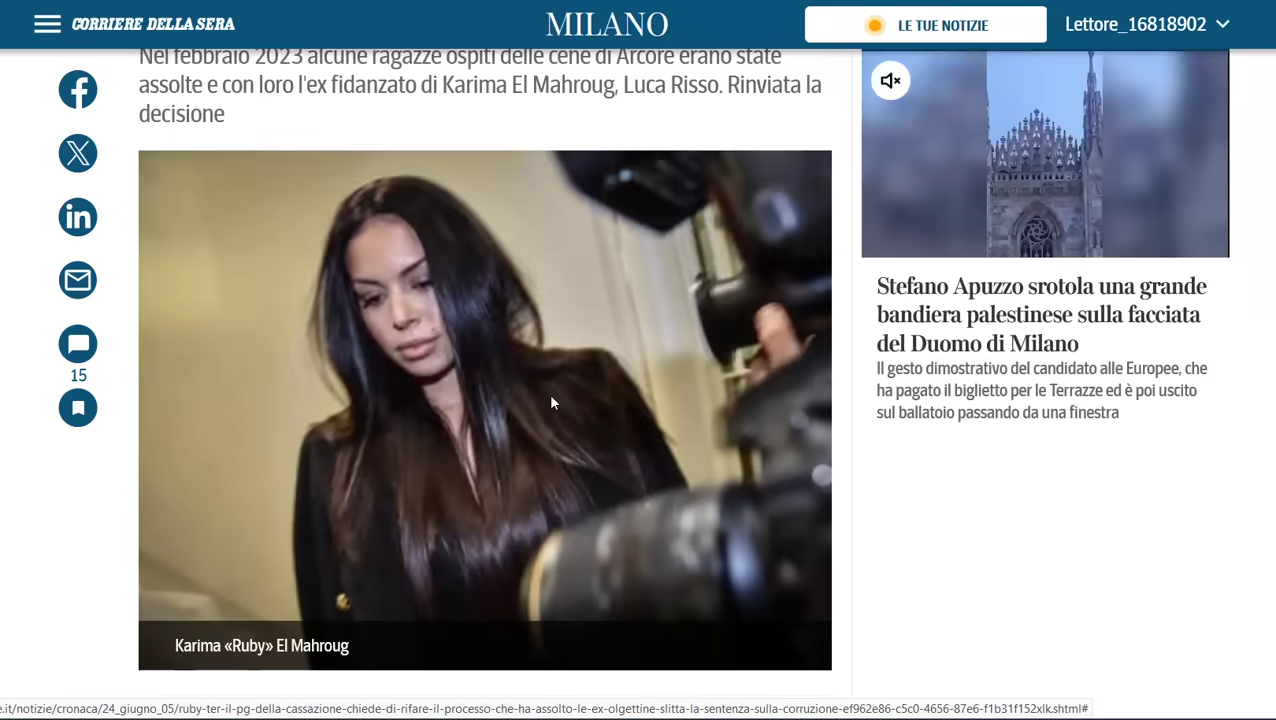 CORRIERE DELLA SERA
MILANO
LE TUE NOTIZIE
Lettore_16818902
Nel febbraio 2023 alcune ragazze ospiti delle cene di Arcore erano state
assolte e con loro l'ex fidanzato di Karima El Mahroug, Luca Risso. Rinviata la
decisione
15
Karima «Ruby» El Mahroug
Stefano Apuzzo srotola una grande
bandiera palestinese sulla facciata
del Duomo di Milano
Il gesto dimostrativo del candidato alle Europee, che
ha pagato il biglietto per le Terrazze ed è poi uscito
sul ballatoio passando da una finestra
e.it/notizie/cronaca/24_giugno_05/ruby-ter-il-pg-della-cassazione-chiede-di-rifare-il-processo-che-ha-assolto-le-ex-olgettine-slitta-la-sentenza-sulla-corruzione-ef962e86-c5c0-4656-87e6-f1b31f152xlk.shtml#